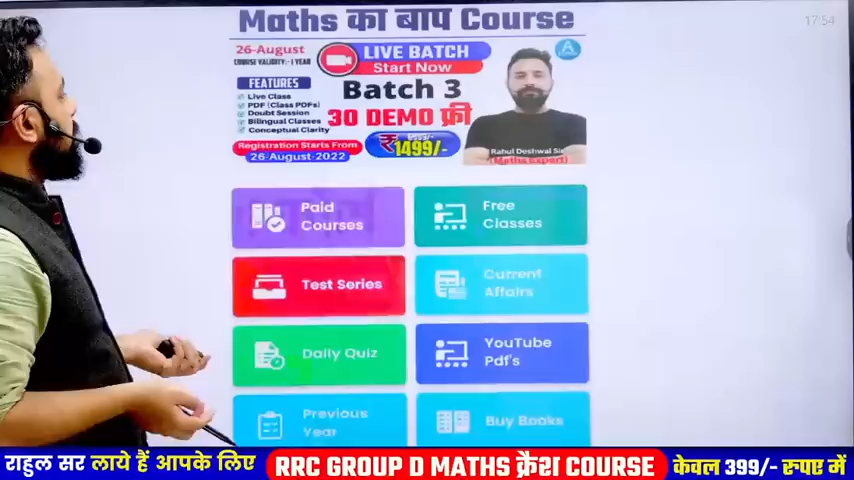 Maths का बाप Course
17:54
26-August
COURSE VALIDITY:- 1 YEAR
LIVE BATCH
Start Now
A
FEATURES
Live Class
PDF (Class PDFs)
Doubt Session
Bilingual Classes
Conceptual Clarity
Batch 3
30 DEMO फ्री
Registration Starts From
26-August-2022
₹1499/-
Rahul Deshwal Sir
(Maths Expert)
Paid
Courses
Free
Classes
Test Series
Current
Affairs
Daily Quiz
YouTube
Pdf's
Previous
Year
Buy Books
राहुल सर लाये हैं आपके लिए
RRC GROUP D MATHS क्रैश COURSE
केवल 399/- रुपए में